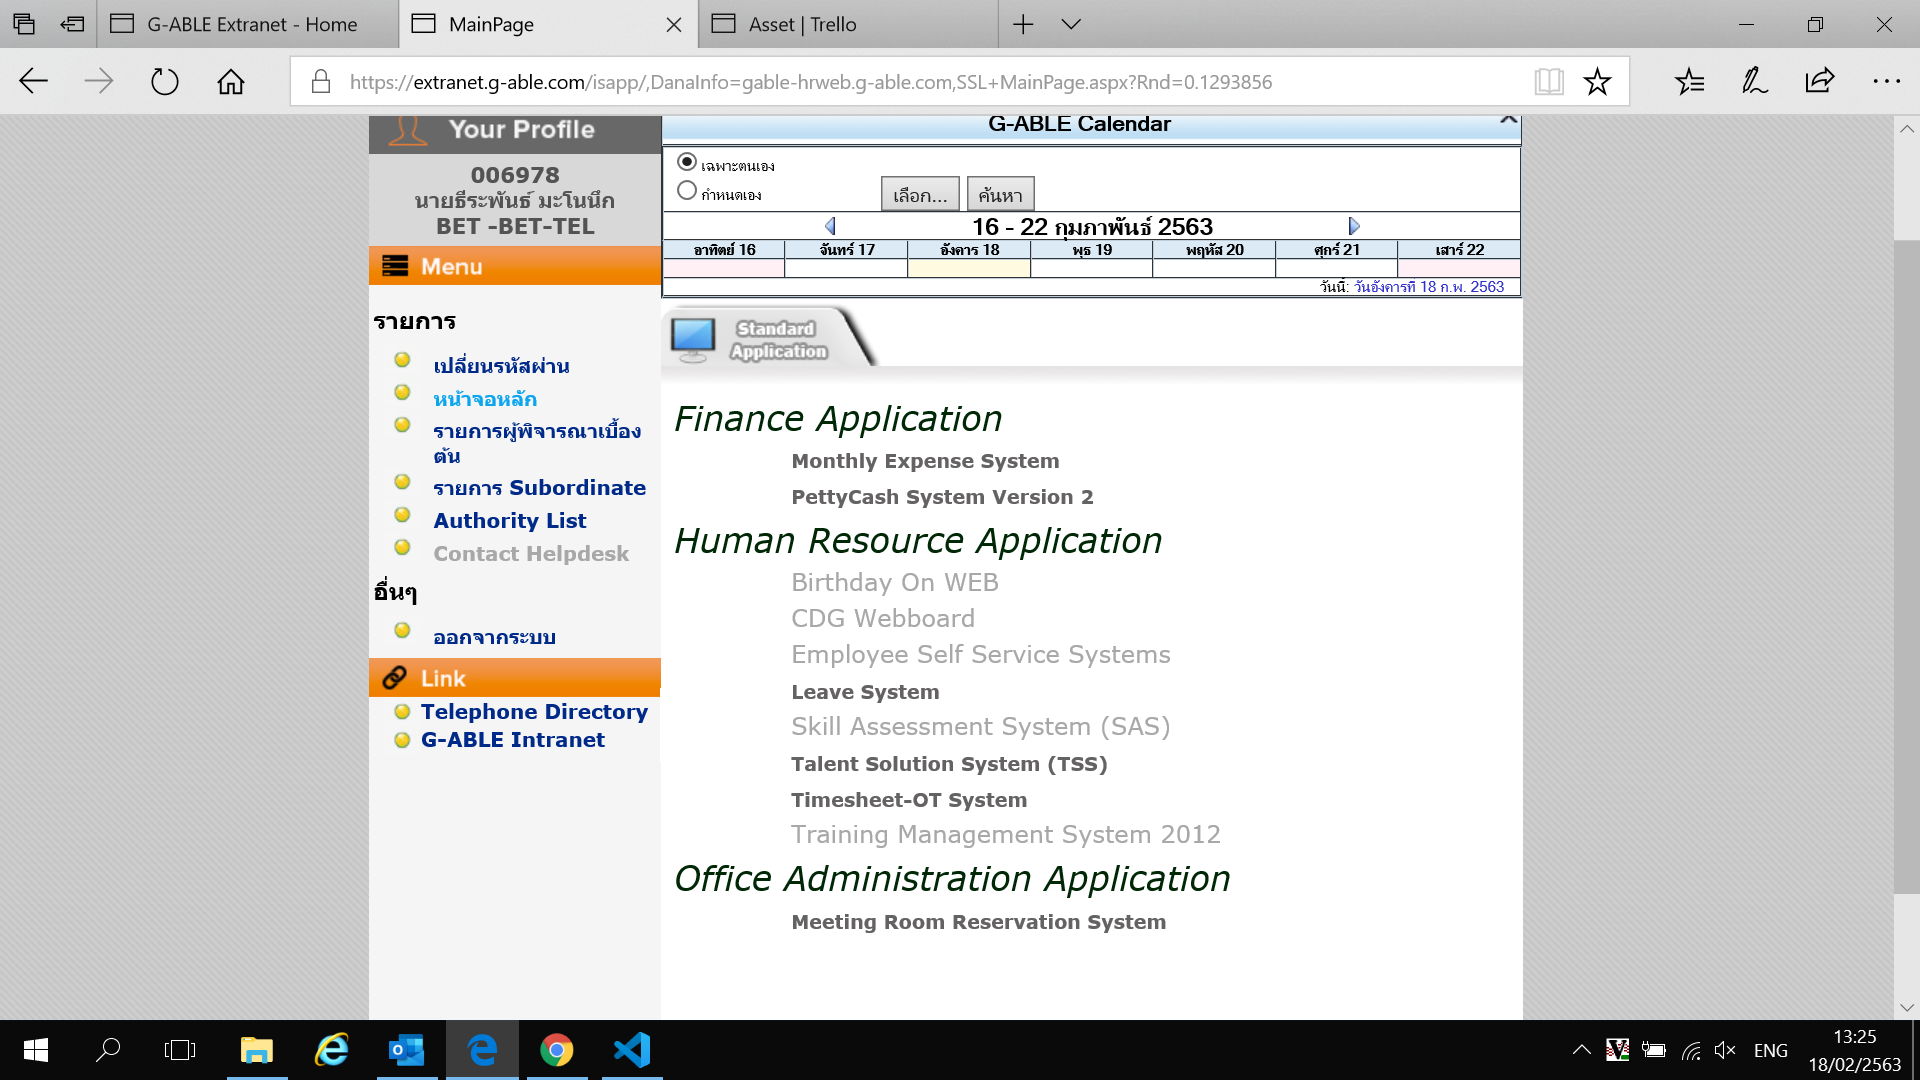 G-ABLE Extranet - Home
MainPage
Asset | Trello
https://extranet.g-able.com/isapp/,DanaInfo=gable-hrweb.g-able.com,SSL+MainPage.aspx?Rnd=0.1293856
Your Profile
006978
นายธีระพันธ์ มะโนนึก
BET -BET-TEL
Menu
รายการ
เปลี่ยนรหัสผ่าน
หน้าจอหลัก
รายการผู้พิจารณาเบื้อง
ต้น
รายการ Subordinate
Authority List
Contact Helpdesk
อื่นๆ
ออกจากระบบ
Link
Telephone Directory
G-ABLE Intranet
G-ABLE Calendar
เฉพาะตนเอง
กำหนดเอง
เลือก... ค้นหา
16 - 22 กุมภาพันธ์ 2563
อาทิตย์ 16 จันทร์ 17 อังคาร 18 พุธ 19 พฤหัส 20 ศุกร์ 21 เสาร์ 22
วันนี้: วันอังคารที่ 18 ก.พ. 2563
Standard
Application
Finance Application
Monthly Expense System
PettyCash System Version 2
Human Resource Application
Birthday On WEB
CDG Webboard
Employee Self Service Systems
Leave System
Skill Assessment System (SAS)
Talent Solution System (TSS)
Timesheet-OT System
Training Management System 2012
Office Administration Application
Meeting Room Reservation System
ENG
13:25
18/02/2563